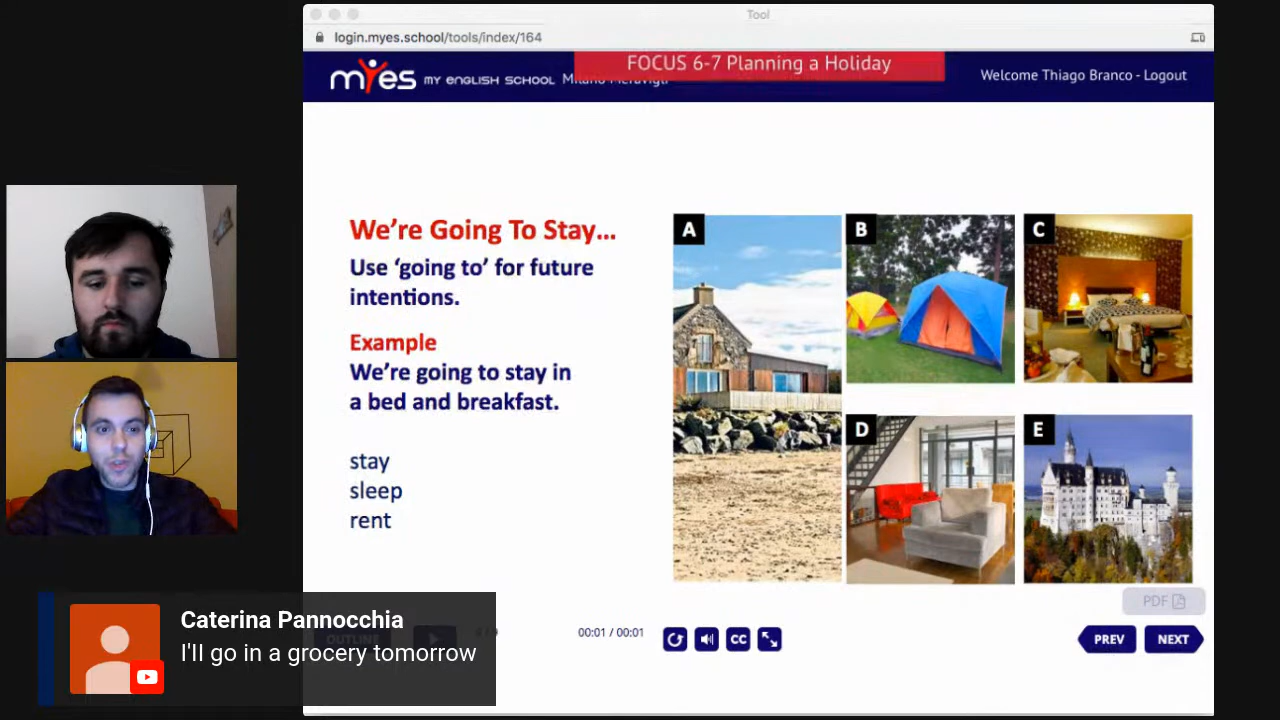 Tool
login.myes.school/tools/index/164
FOCUS 6-7 Planning a Holiday
myes MY ENGLISH SCHOOL Milano Meravigli
Welcome Thiago Branco - Logout
We're Going To Stay...
Use 'going to' for future
intentions.
Example
We're going to stay in
a bed and breakfast.
stay
sleep
rent
A
B
C
D
E
PDF
OUTLINE
00:01 / 00:01
CC
PREV
NEXT
Caterina Pannocchia
I'll go in a grocery tomorrow